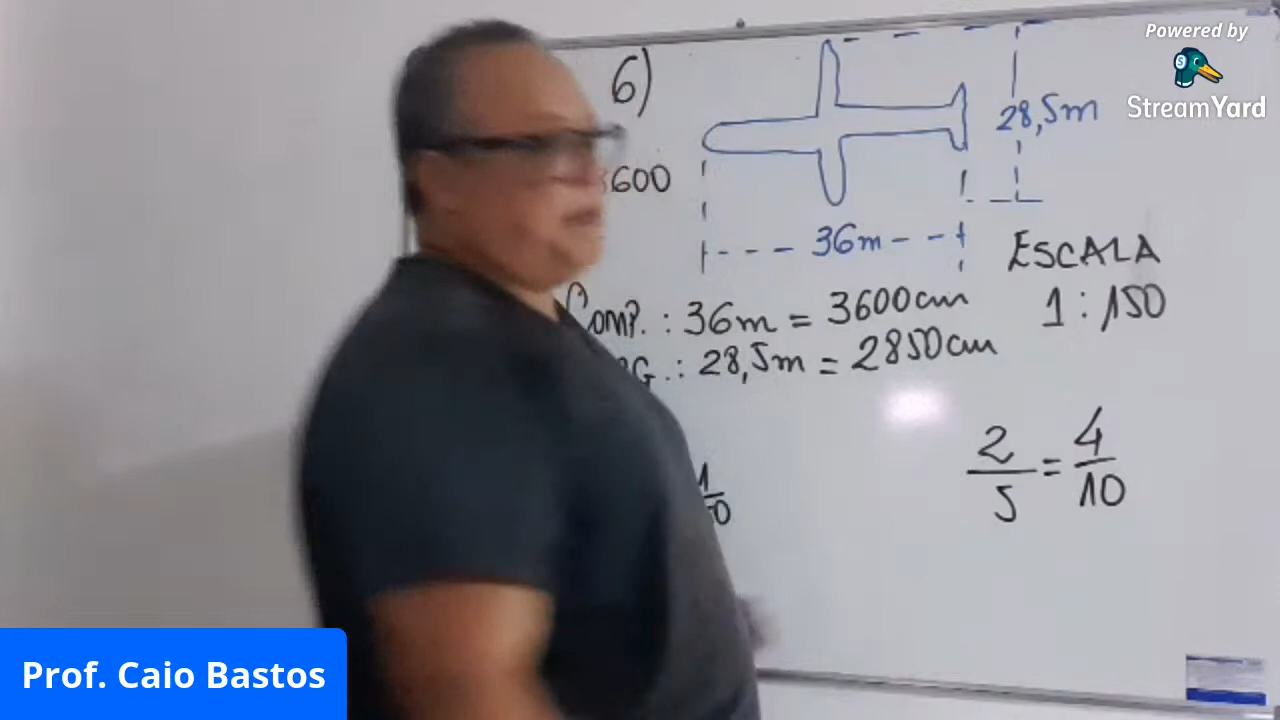 Powered by
StreamYard
6)
28,5m
600
36m
ESCALA
1 : 150
COMP. : 36m = 3600cm
G. : 28,5m = 2850cm
2/5 = 4/10
Prof. Caio Bastos